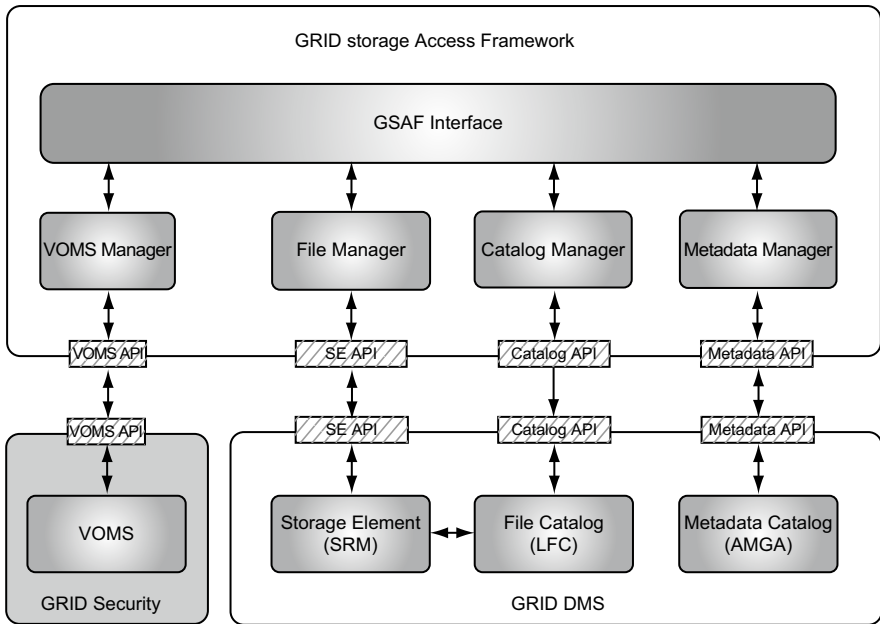 GRID storage Access Framework
GSAF Interface
VOMS Manager
File Manager
Catalog Manager
Metadata Manager
VOMS API
SE API
Catalog API
Metadata API
VOMS API
SE API
Catalog API
Metadata API
VOMS
Storage Element
(SRM)
File Catalog
(LFC)
Metadata Catalog
(AMGA)
GRID Security
GRID DMS